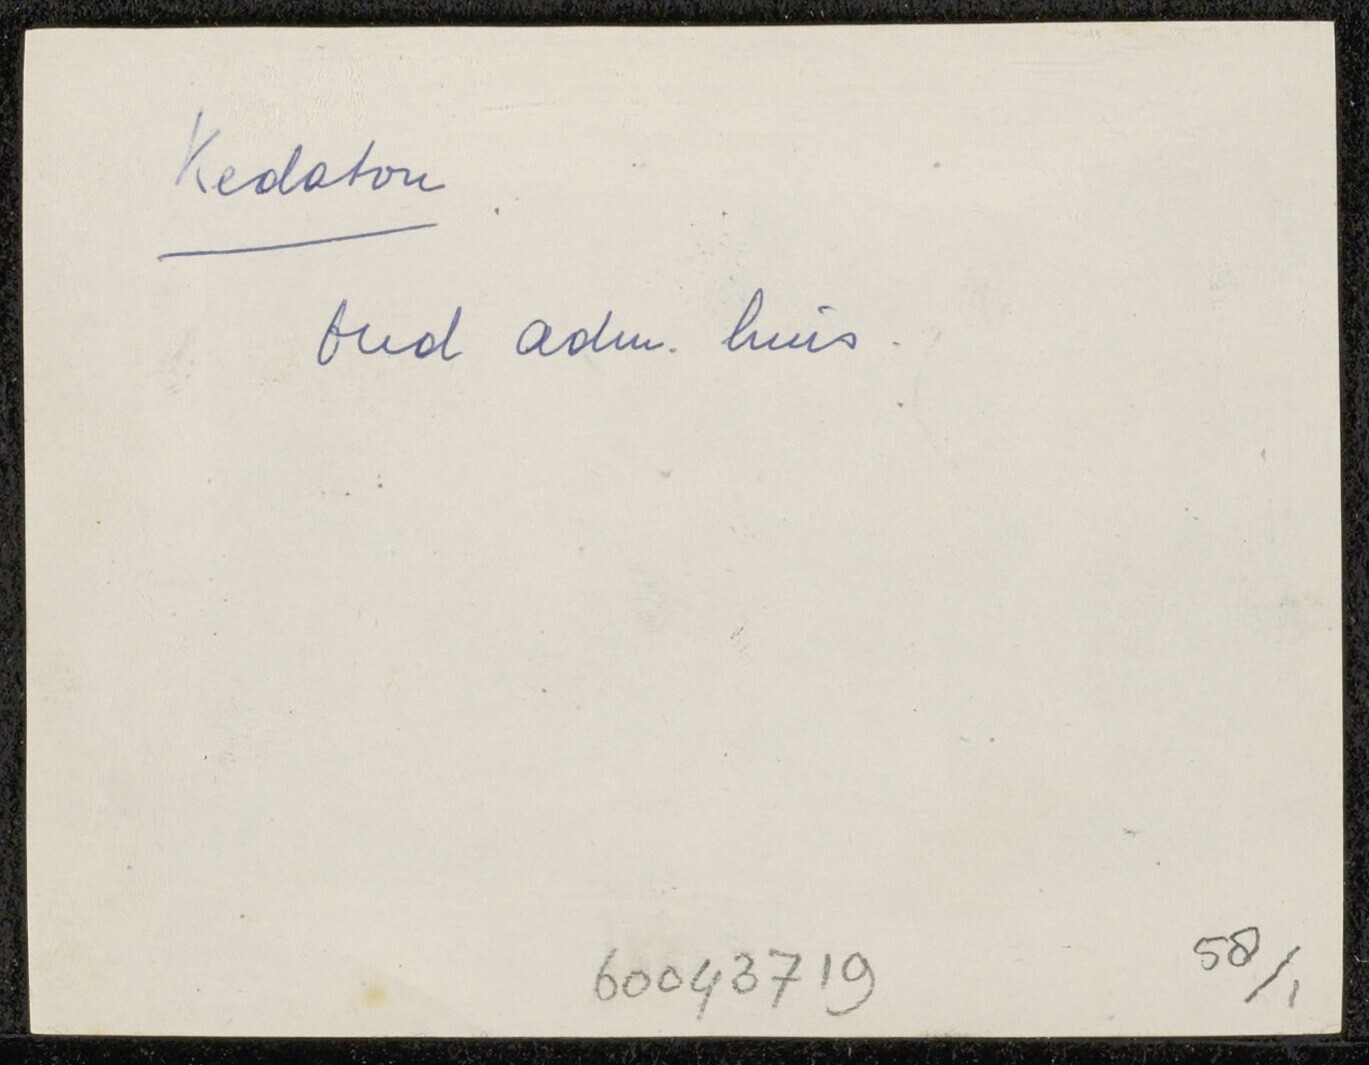 Kedaton
Oud adm. huis.
60043719
58/1